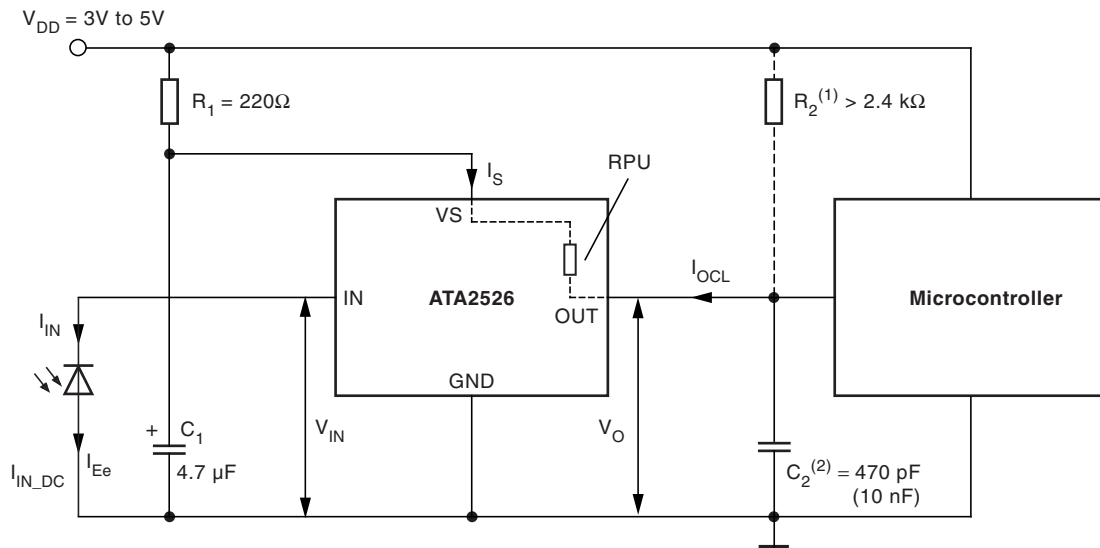 V_DD = 3V to 5V
R_1 = 220Ω
R_2^(1) > 2.4 kΩ
I_S
RPU
VS
I_OCL
IN
ATA2526
Microcontroller
I_IN
OUT
GND
+ C_1
V_IN
V_O
I_Ee
4.7 µF
I_IN_DC
C_2^(2) = 470 pF
(10 nF)